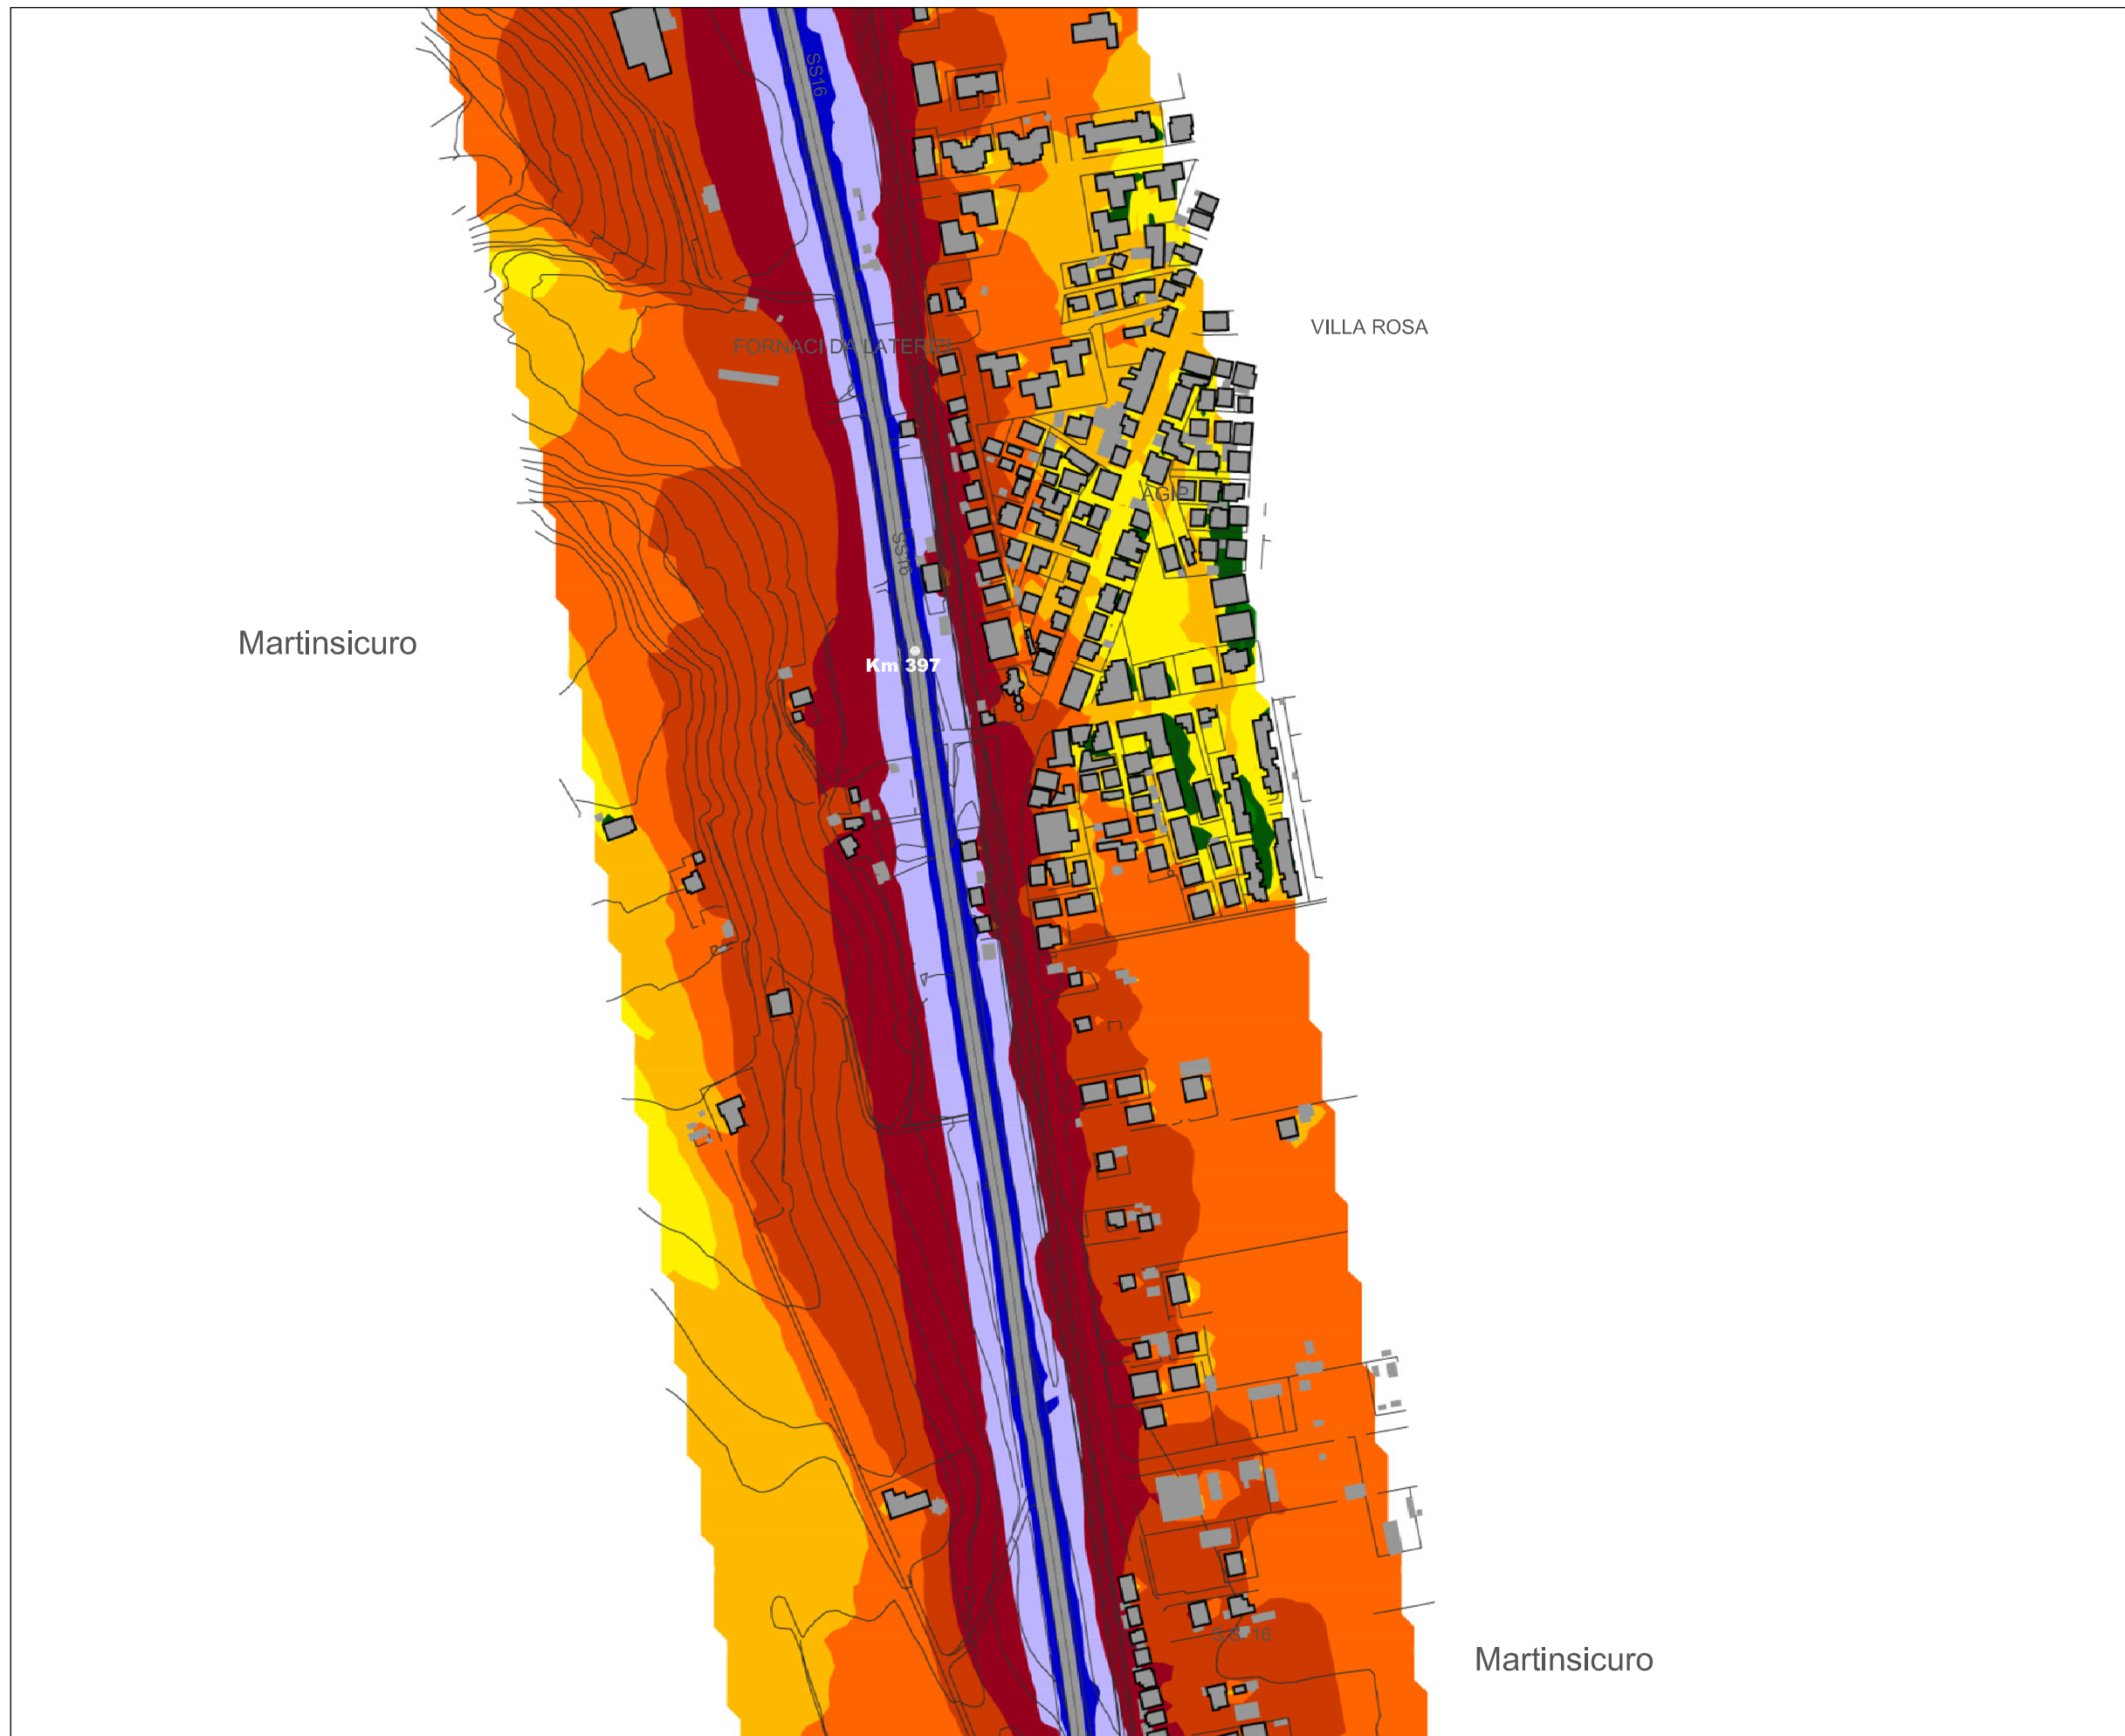 SS16
VILLA ROSA
FORNACI DA LATERIZI
AGIP
SS16
Martinsicuro
Km 397
S.S. 16
Martinsicuro